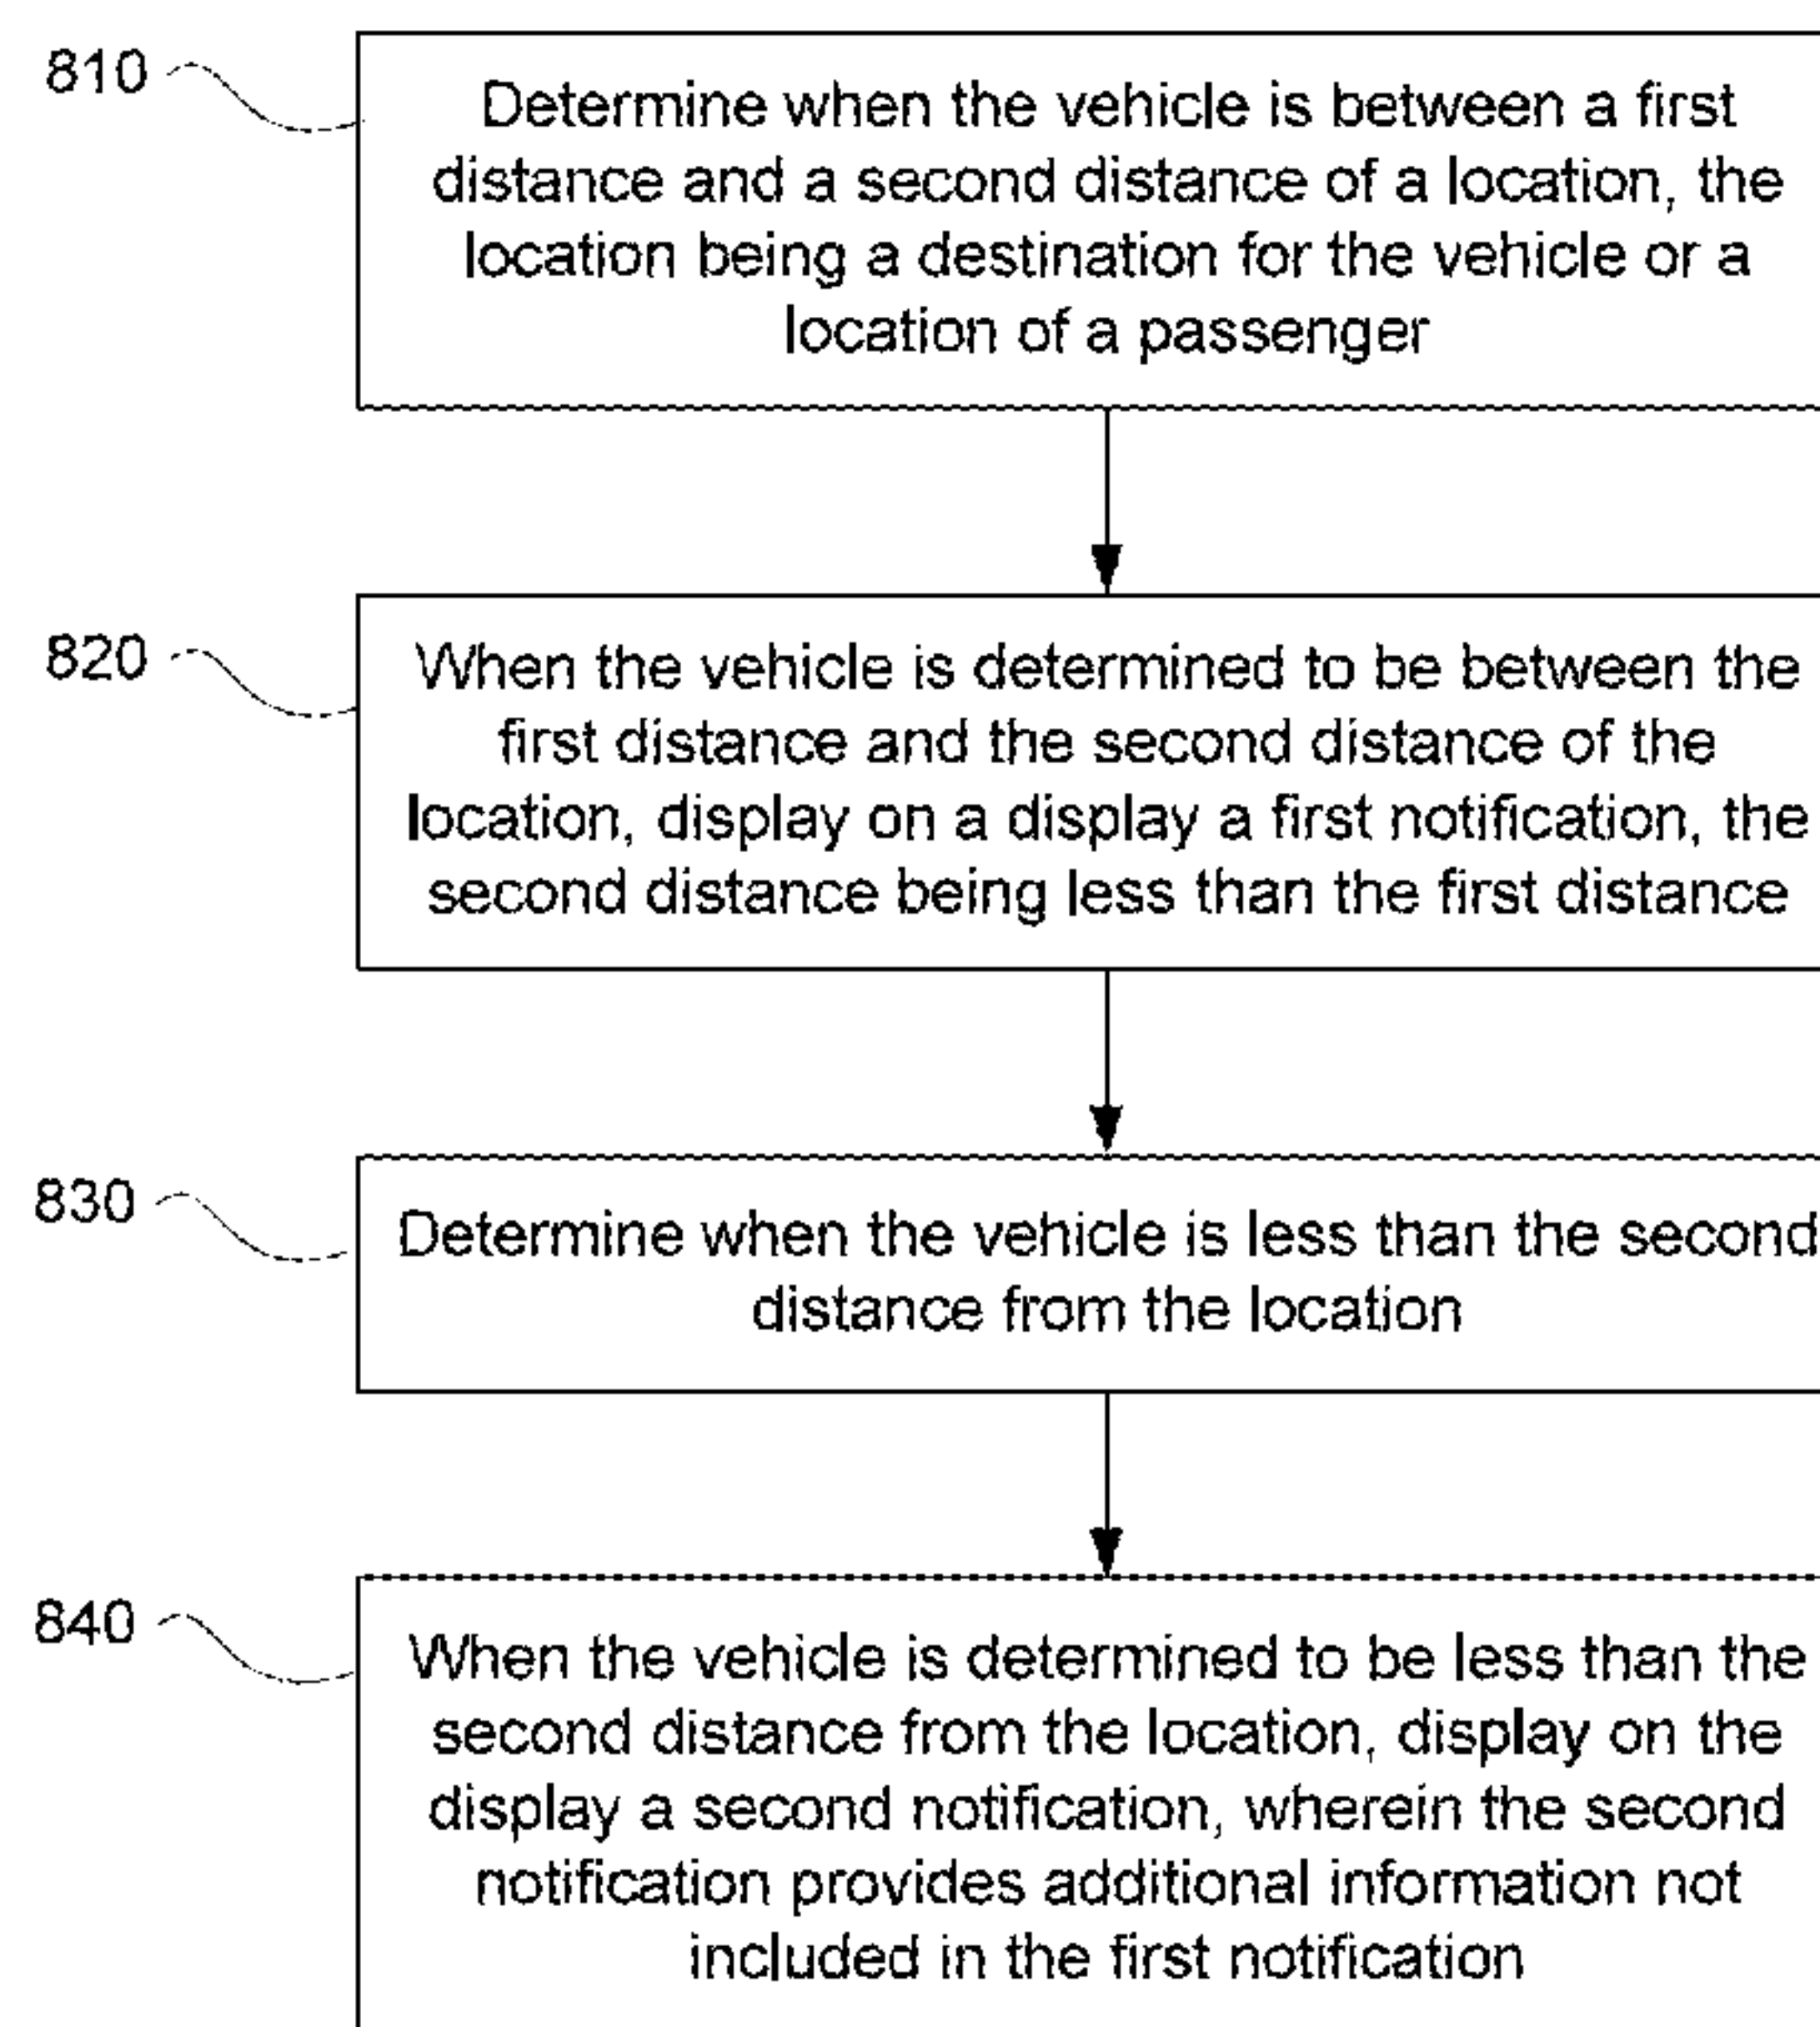 810
Determine when the vehicle is between a first
distance and a second distance of a location, the
location being a destination for the vehicle or a
location of a passenger
820
When the vehicle is determined to be between the
first distance and the second distance of the
location, display on a display a first notification, the
second distance being less than the first distance
830
Determine when the vehicle is less than the second
distance from the location
840
When the vehicle is determined to be less than the
second distance from the location, display on the
display a second notification, wherein the second
notification provides additional information not
included in the first notification